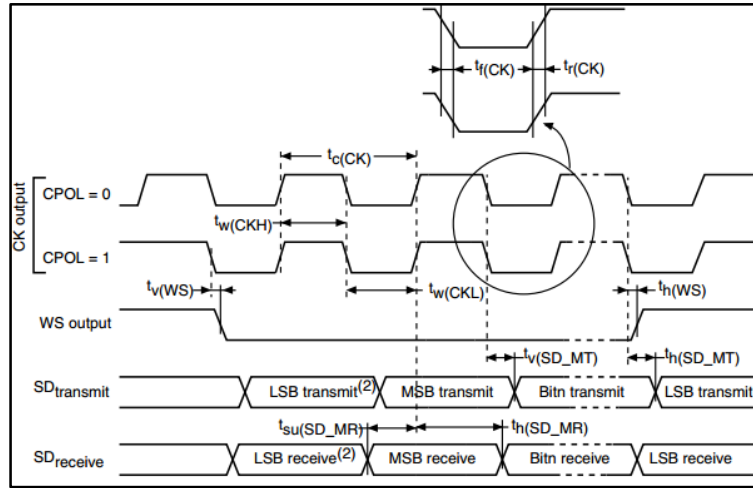 tf(CK)
tr(CK)
tc(CK)
CK output
CPOL = 0
tw(CKH)
CPOL = 1
tv(WS)
tw(CKL)
th(WS)
WS output
tv(SD_MT)
th(SD_MT)
SDtransmit
LSB transmit(2)
MSB transmit
Bitn transmit
LSB transmit
tsu(SD_MR)
th(SD_MR)
SDreceive
LSB receive(2)
MSB receive
Bitn receive
LSB receive